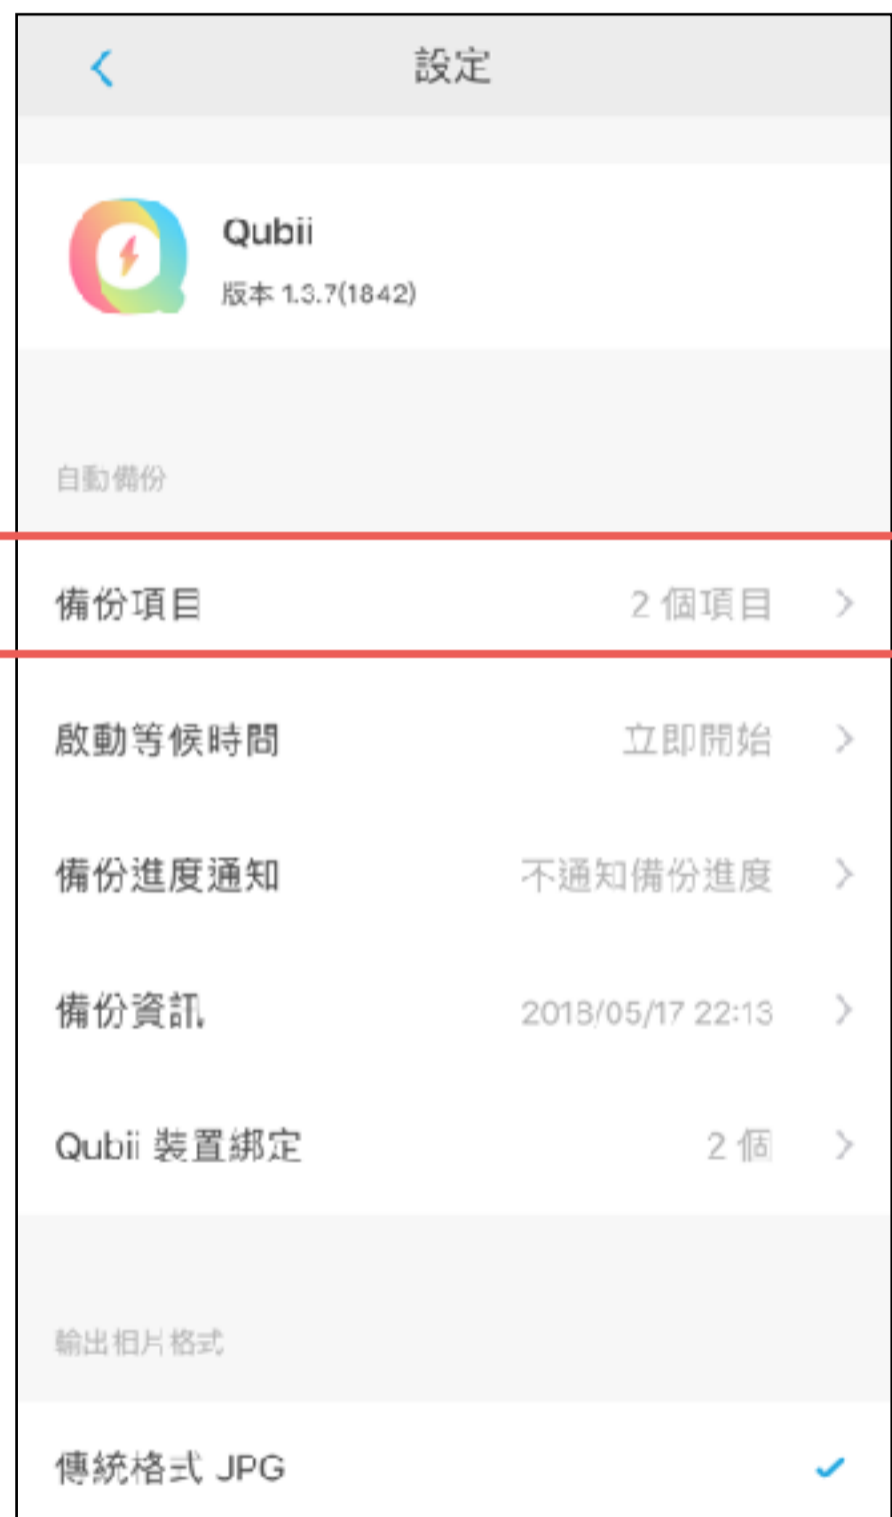 設定
Qubii
版本 1.3.7(1842)
自動備份
備份項目 2 個項目
啟動等候時間 立即開始
備份進度通知 不通知備份進度
備份資訊 2018/05/17 22:13
Qubii 裝置綁定 2 個
輸出相片格式
傳統格式 JPG